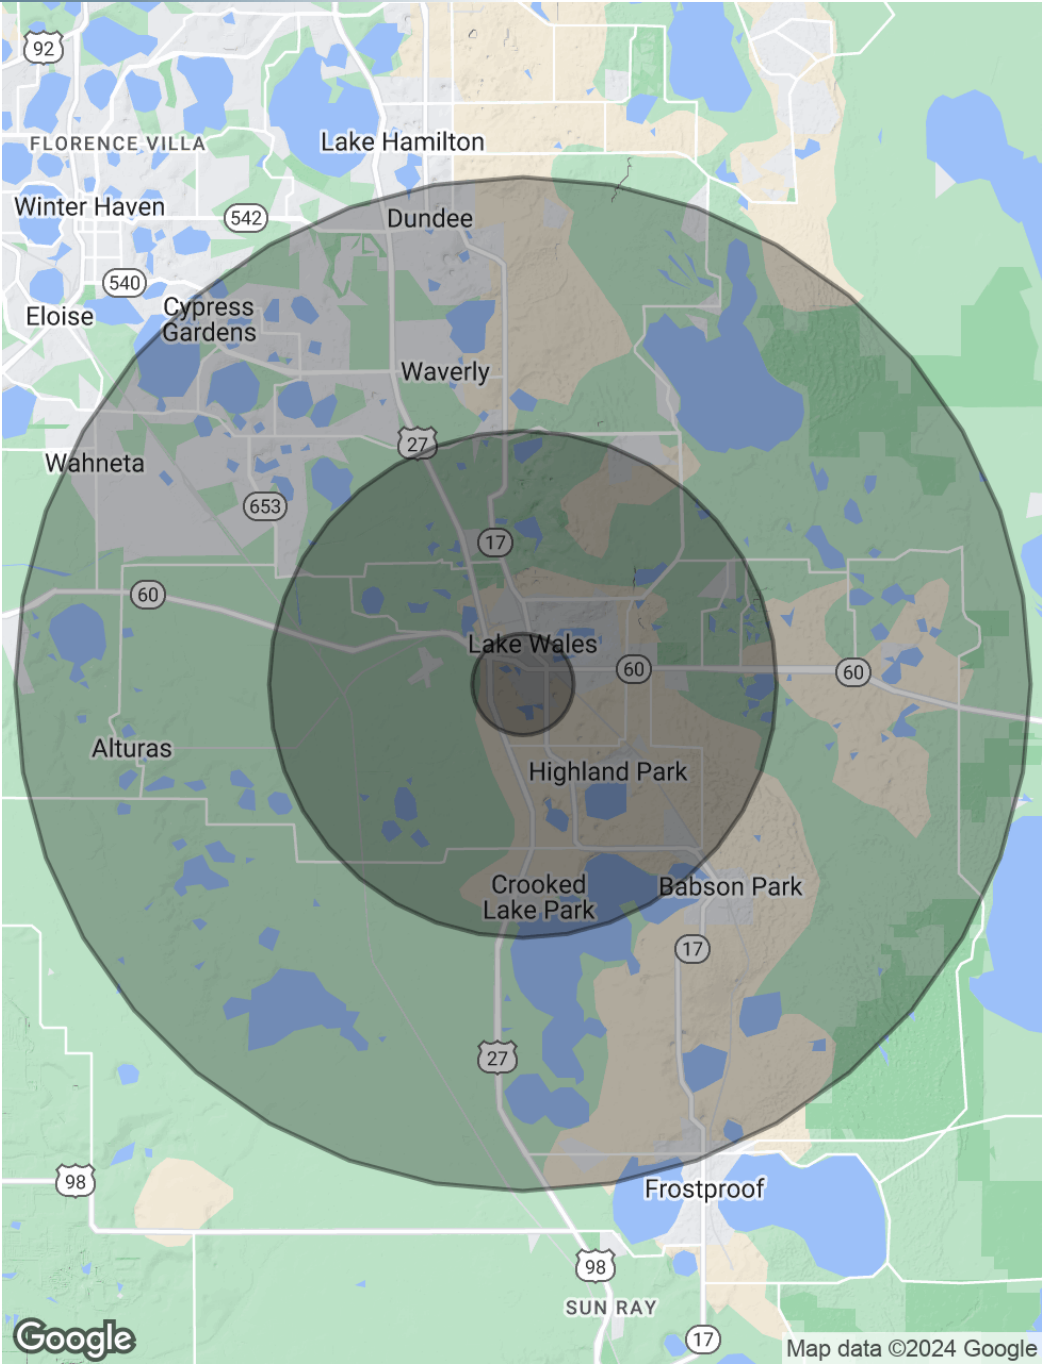 92
FLORENCE VILLA
Lake Hamilton
Winter Haven
542
Dundee
540
Cypress
Gardens
Eloise
Waverly
27
Wahneta
653
17
60
Lake Wales
60
60
Alturas
Highland Park
Crooked
Lake Park
Babson Park
17
27
98
Frostproof
98
SUN RAY
17
Google
Map data ©2024 Google